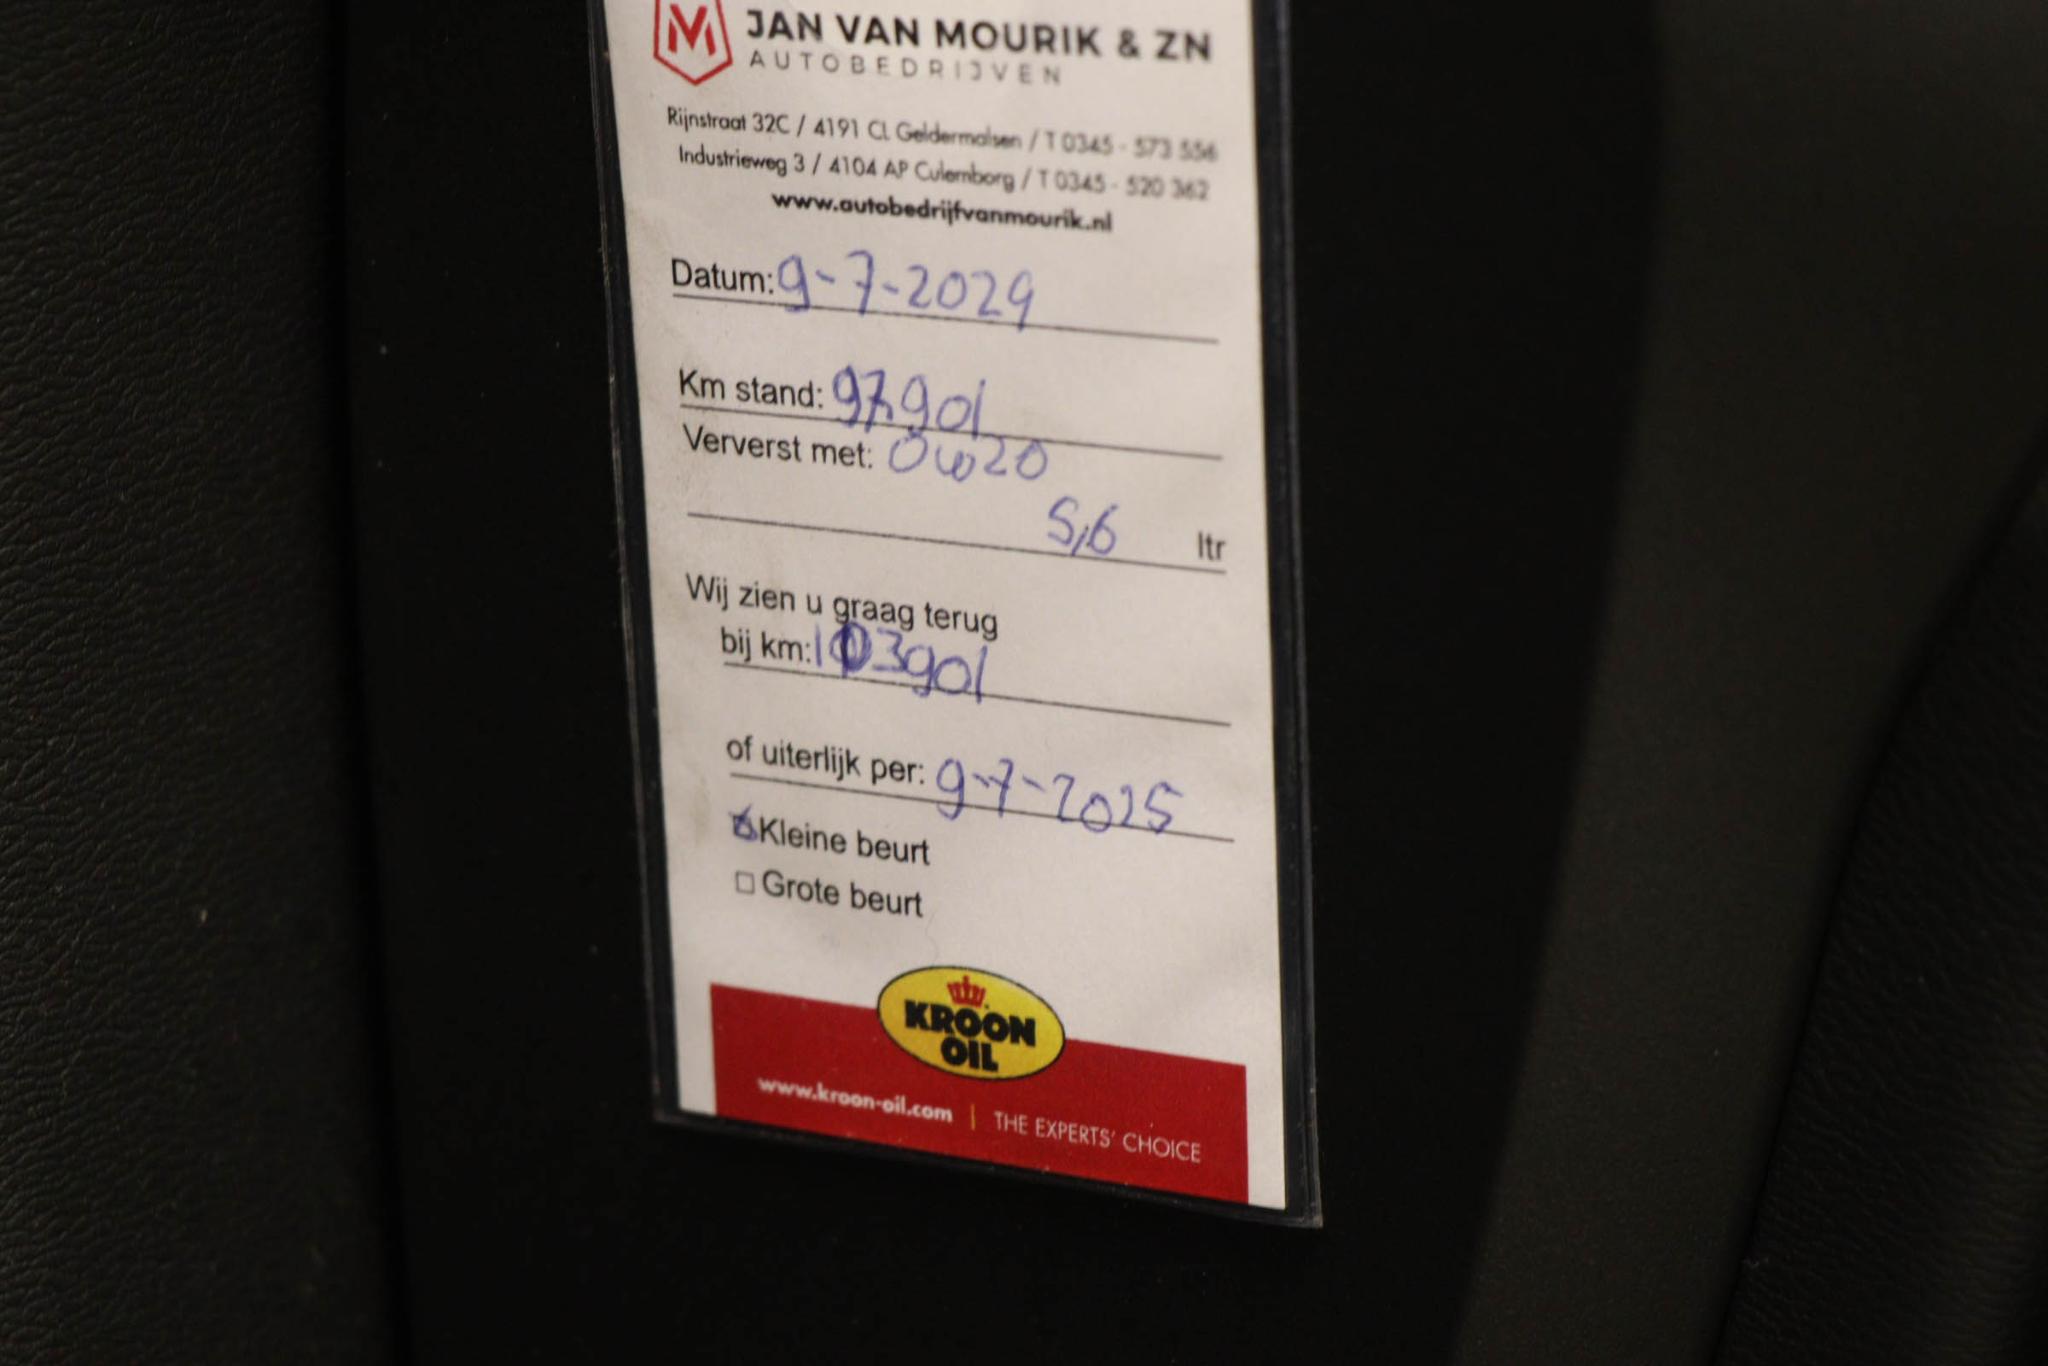 JAN VAN MOURIK & ZN
AUTOBEDRIJVEN
Rijnstraat 32C / 4191 CL Geldermalsen / T 0345 - 573 556
Industrieweg 3 / 4104 AP Culemborg / T 0345 - 520 362
www.autobedrijfvanmourik.nl
Datum: 9-7-2024
Km stand: 97.901
Ververst met: 0w20
5,6 ltr
Wij zien u graag terug
bij km: 103901
of uiterlijk per: 9-7-2025
Kleine beurt
Grote beurt
KROON
OIL
www.kroon-oil.com | THE EXPERTS' CHOICE